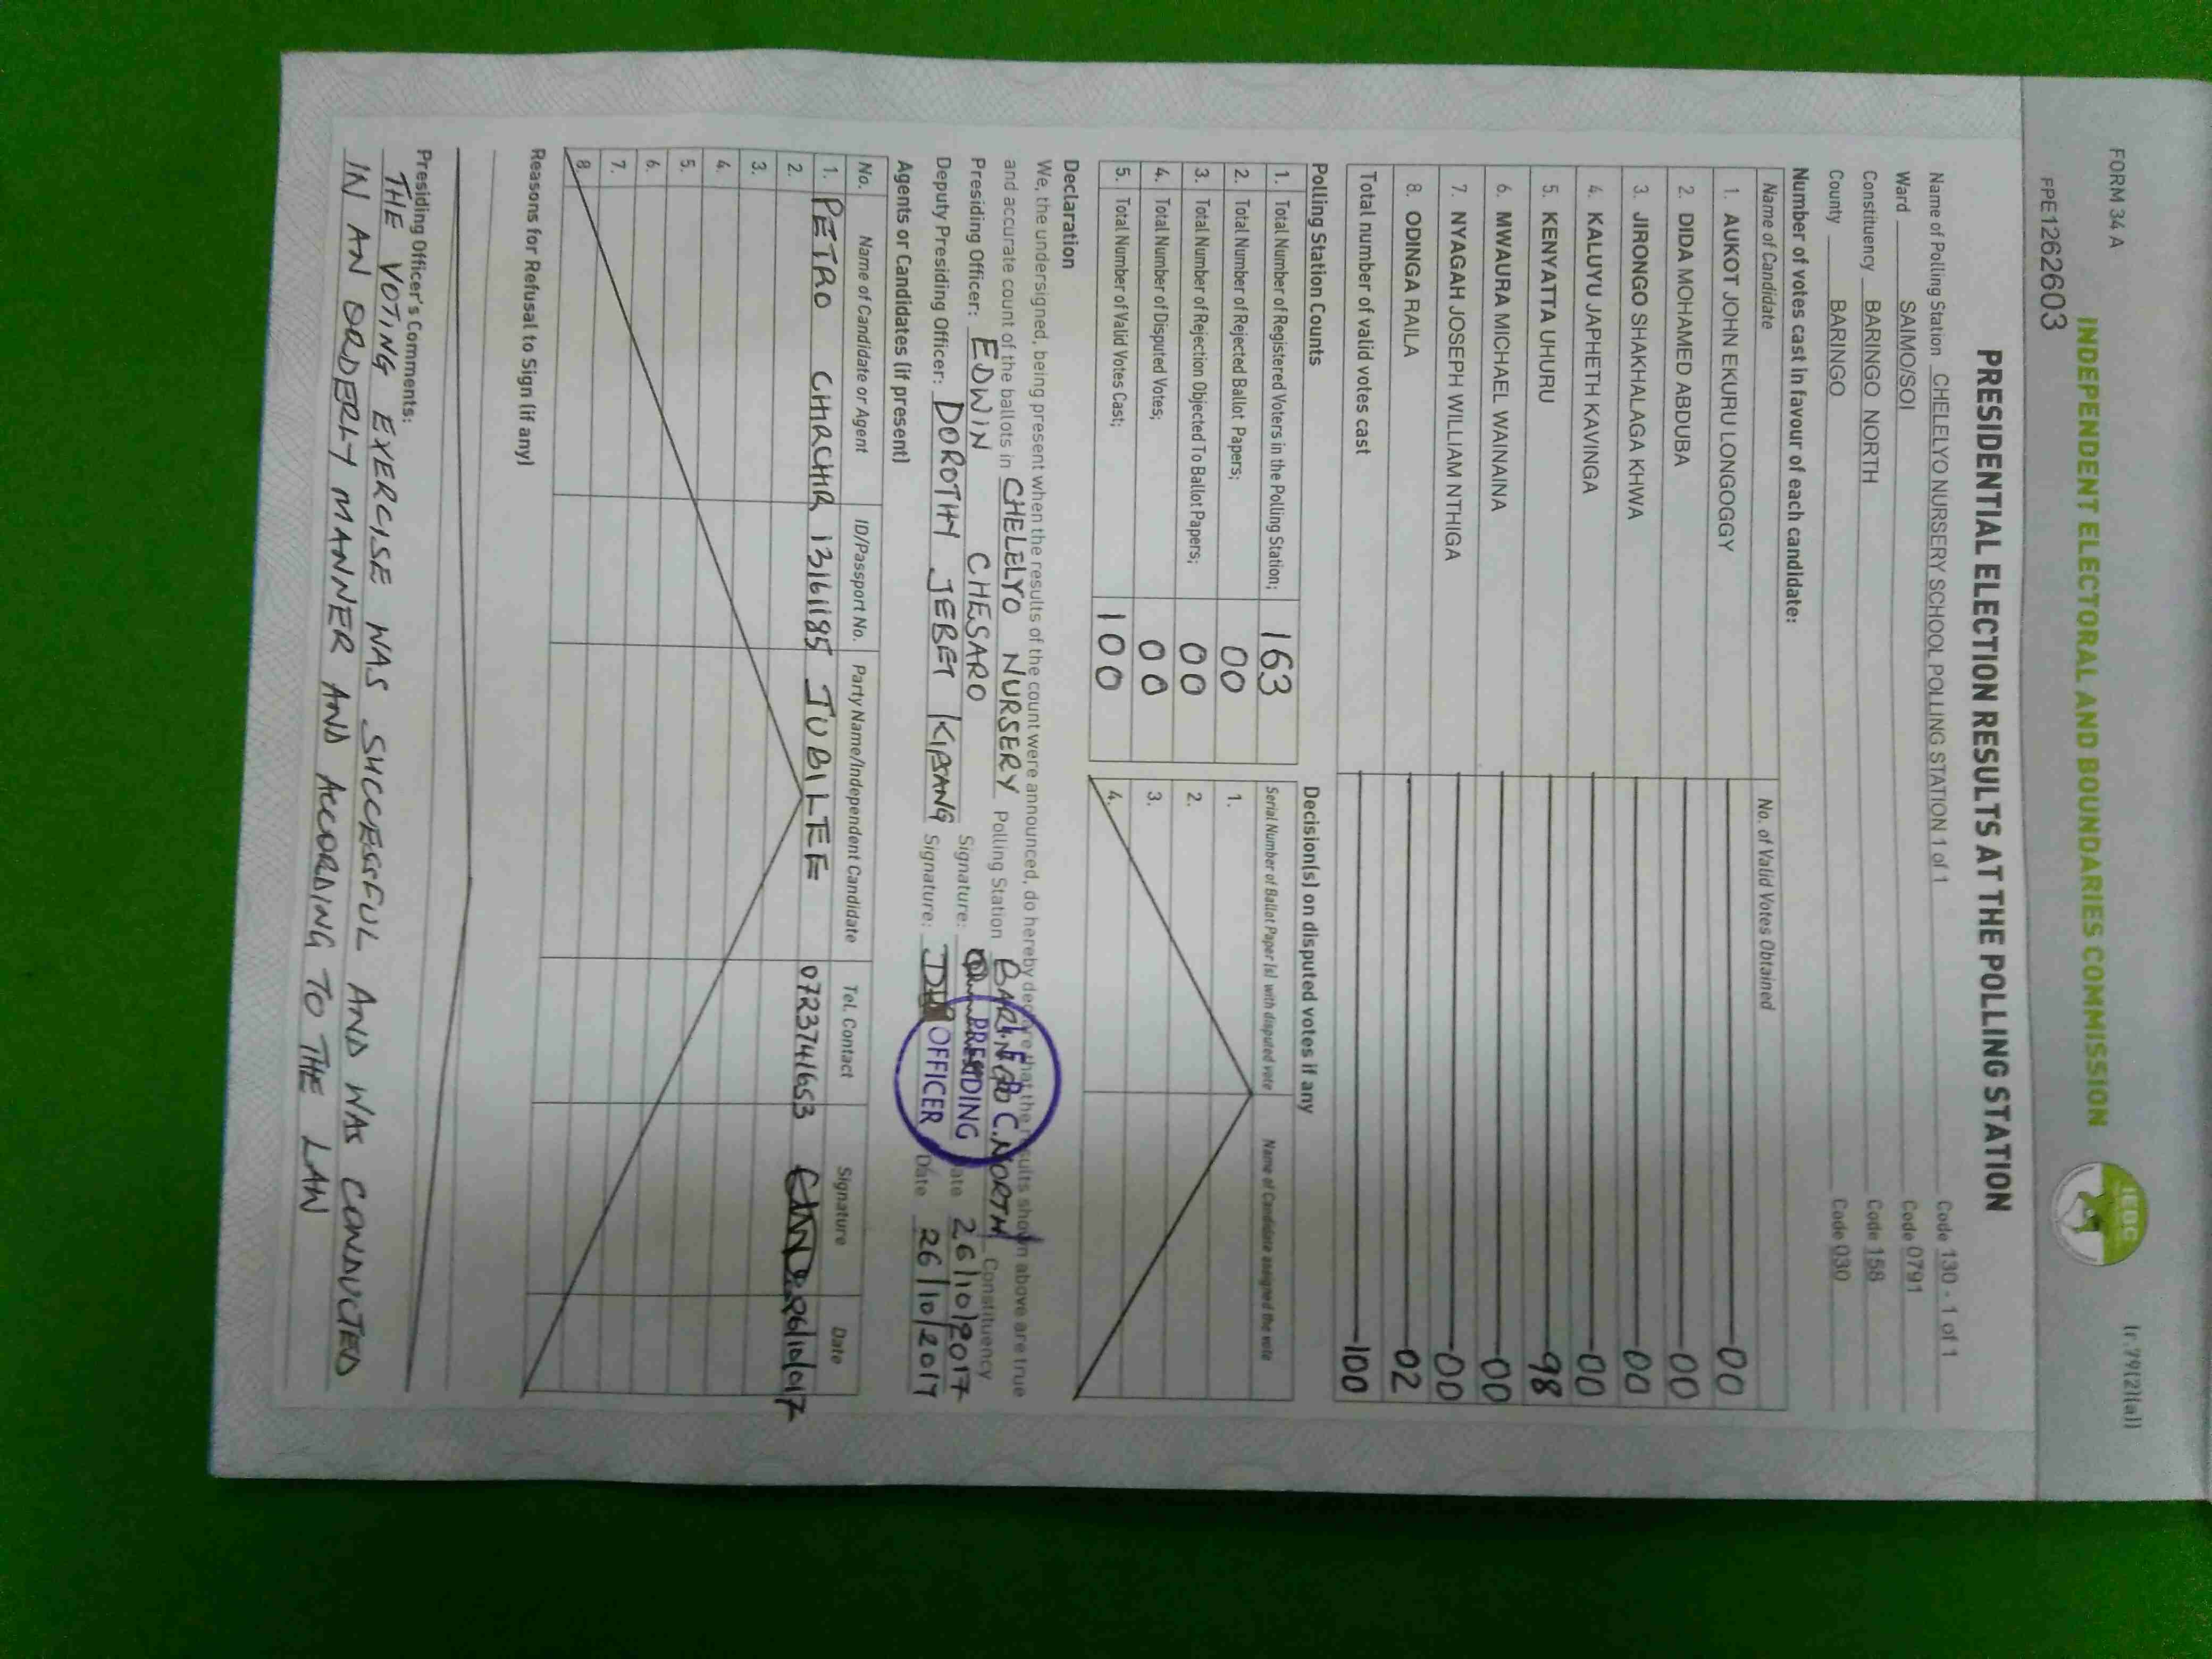 FORM 34 A
(r.79(2)(a))
INDEPENDENT ELECTORAL AND BOUNDARIES COMMISSION
IEBC
FPE1262603
PRESIDENTIAL ELECTION RESULTS AT THE POLLING STATION
Name of Polling Station CHELELYO NURSERY SCHOOL POLLING STATION 1 of 1 Code 130 - 1 of 1
Ward SAIMO/SOI Code 0791
Constituency BARINGO NORTH Code 158
County BARINGO Code 030
Number of votes cast in favour of each candidate:
Name of Candidate No. of Valid Votes Obtained
1. AUKOT JOHN EKURU LONGOGGY 00
2. DIDA MOHAMED ABDUBA 00
3. JIRONGO SHAKHALAGA KHWA 00
4. KALUYU JAPHETH KAVINGA 00
5. KENYATTA UHURU 98
6. MWAURA MICHAEL WAINAINA 00
7. NYAGAH JOSEPH WILLIAM NTHIGA 00
8. ODINGA RAILA 02
Total number of valid votes cast 100
Polling Station Counts
1. Total Number of Registered Voters in the Polling Station; 163
2. Total Number of Rejected Ballot Papers; 00
3. Total Number of Rejection Objected To Ballot Papers; 00
4. Total Number of Disputed Votes; 00
5. Total Number of Valid Votes Cast; 100
Decision(s) on disputed votes if any
Serial Number of Ballot Paper (s) with disputed vote Name of Candidate assigned the vote
1.
2.
3.
4.
Declaration
We, the undersigned, being present when the results of the count were announced, do hereby declare that the results shown above are true
and accurate count of the ballots in CHELELYO NURSERY Polling Station BARINGO NORTH Constituency
Presiding Officer: EDWIN CHESARO Signature: Date 26/10/2017
Deputy Presiding Officer: DOROTHY JEBET KIPSANG Signature: Date 26/10/2017
PRESIDING
OFFICER
Agents or Candidates (if present)
No. Name of Candidate or Agent ID/Passport No. Party Name/Independent Candidate Tel. Contact Signature Date
1. PETRO CHIRCHIR 13161185 JUBILEE 0723741653
2.
3.
4.
5.
6.
7.
8.
Reasons for Refusal to Sign (if any)
Presiding Officer's Comments:
THE VOTING EXERCISE WAS SUCCESSFUL AND WAS CONDUCTED
IN AN ORDERLY MANNER AND ACCORDING TO THE LAW